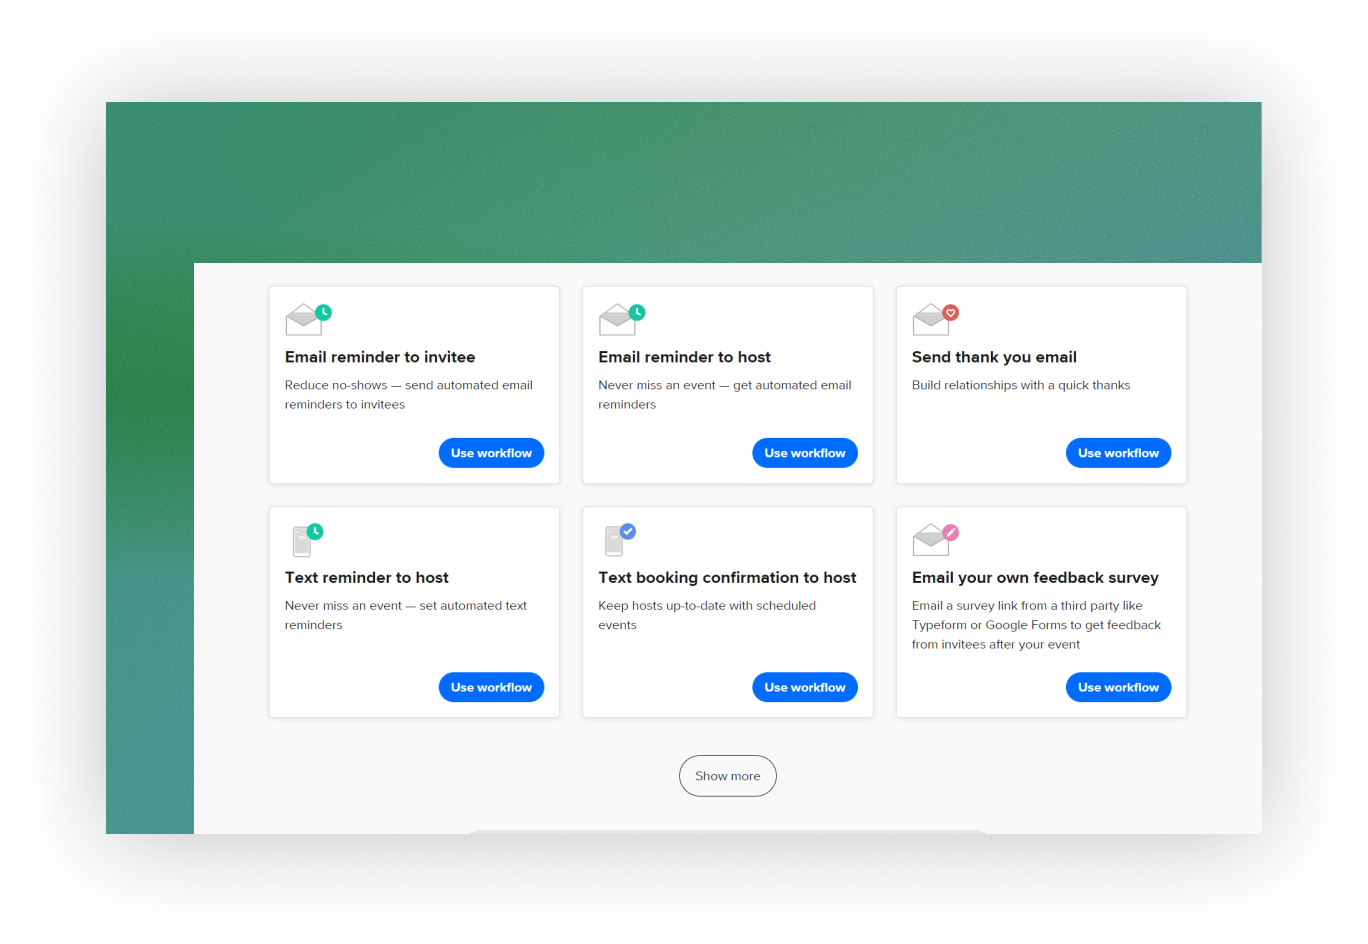 Email reminder to invitee
Reduce no-shows — send automated email
reminders to invitees
Use workflow
Email reminder to host
Never miss an event — get automated email
reminders
Use workflow
Send thank you email
Build relationships with a quick thanks
Use workflow
Text reminder to host
Never miss an event — set automated text
reminders
Use workflow
Text booking confirmation to host
Keep hosts up-to-date with scheduled
events
Use workflow
Email your own feedback survey
Email a survey link from a third party like
Typeform or Google Forms to get feedback
from invitees after your event
Use workflow
Show more